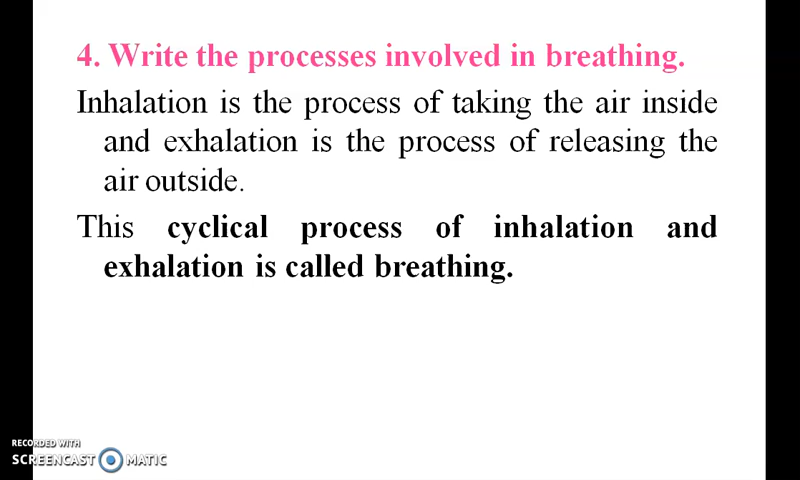 4. Write the processes involved in breathing.
Inhalation is the process of taking the air inside
and exhalation is the process of releasing the
air outside.
This cyclical process of inhalation and
exhalation is called breathing.
RECORDED WITH
SCREENCAST MATIC